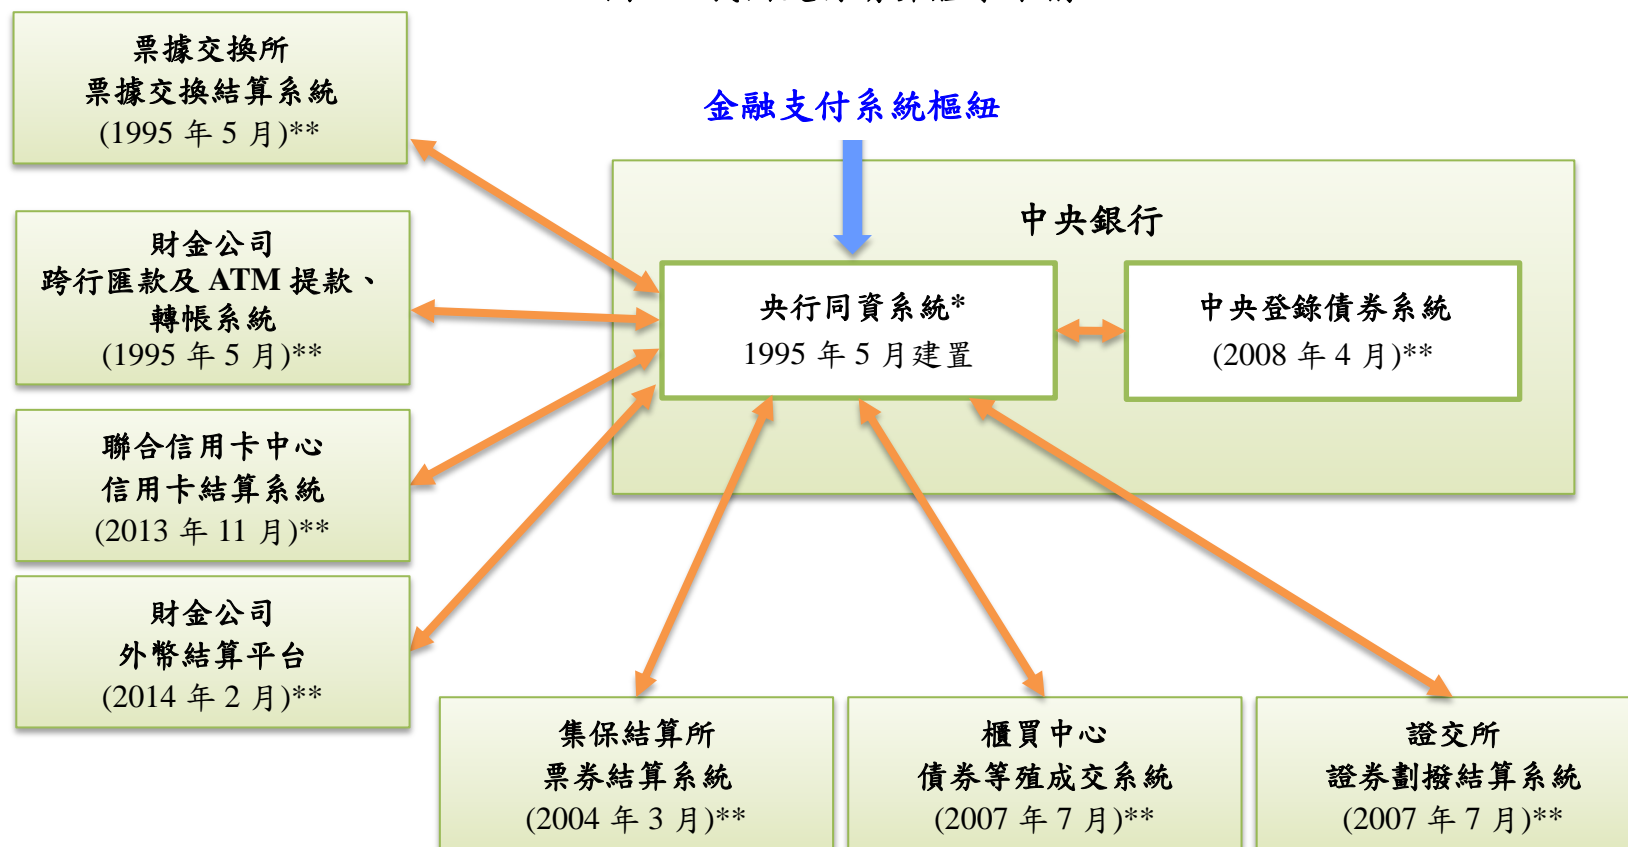 票據交換所
票據交換結算系統
(1995 年 5 月)**
金融支付系統樞紐
中央銀行
財金公司
跨行匯款及 ATM 提款、
轉帳系統
(1995 年 5 月)**
央行同資系統*
1995 年 5 月建置
中央登錄債券系統
(2008 年 4 月)**
聯合信用卡中心
信用卡結算系統
(2013 年 11 月)**
財金公司
外幣結算平台
(2014 年 2 月)**
集保結算所
票券結算系統
(2004 年 3 月)**
櫃買中心
債券等殖成交系統
(2007 年 7 月)**
證交所
證券劃撥結算系統
(2007 年 7 月)**